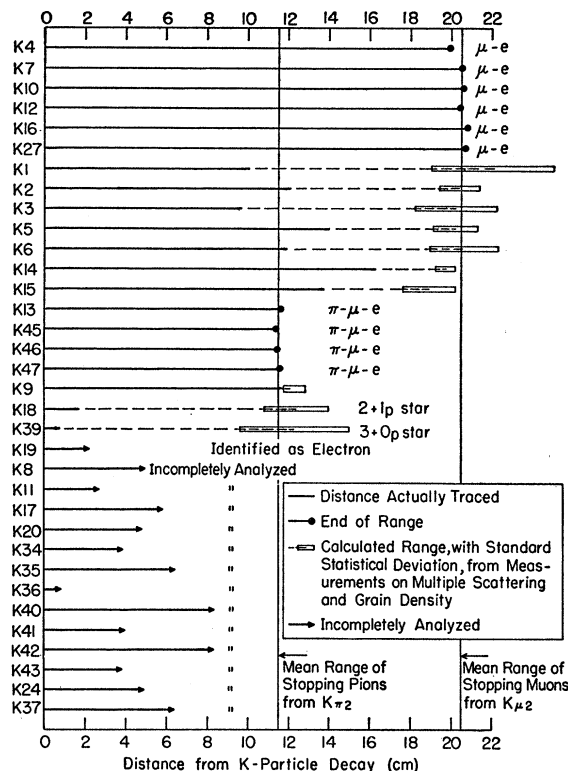 0 2 4 6 8 10 12 14 16 18 20 22
K4 μ-e
K7 μ-e
K10 μ-e
K12 μ-e
K16 μ-e
K27 μ-e
K1
K2
K3
K5
K6
K14
K15
K13 π-μ-e
K45 π-μ-e
K46 π-μ-e
K47 π-μ-e
K9
K18 2+1p star
K39 3+0p star
K19 Identified as Electron
K8 Incompletely Analyzed
K11 "
K17 "
K20 "
K34 "
K35 "
K36 "
K40 "
K41 "
K42 "
K43 "
K24 "
K37 "
Distance Actually Traced
End of Range
Calculated Range, with Standard
Statistical Deviation, from Meas-
urements on Multiple Scattering
and Grain Density
Incompletely Analyzed
Mean Range of
Stopping Pions
from Kπ2
Mean Range of
Stopping Muons
from Kμ2
0 2 4 6 8 10 12 14 16 18 20 22
Distance from K-Particle Decay (cm)